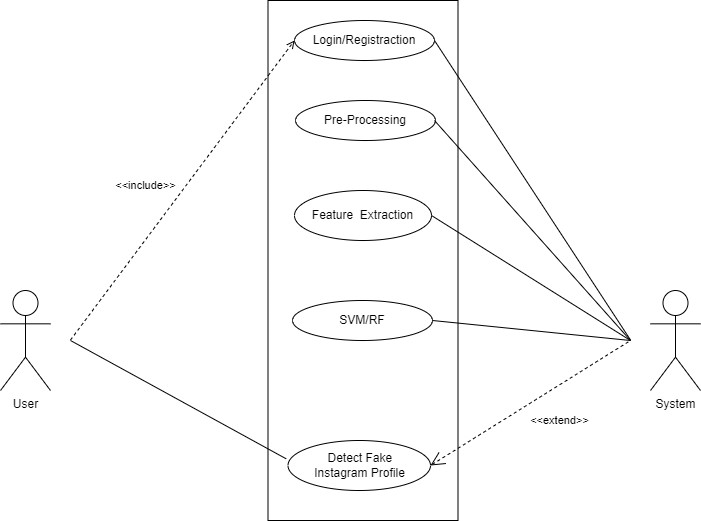 Login/Registraction
Pre-Processing
<<include>>
Feature Extraction
SVM/RF
User
System
<<extend>>
Detect Fake
Instagram Profile